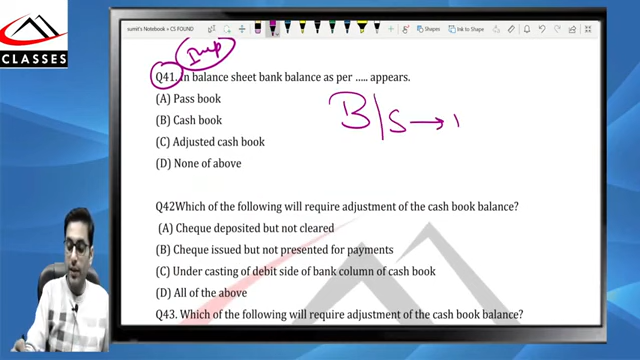 sumit's Notebook » CS FOUND
Shapes
Ink to Shape
CLASSES
Imp
Q41. In balance sheet bank balance as per ..... appears.
(A) Pass book
(B) Cash book
(C) Adjusted cash book
(D) None of above
B/S →
Q42Which of the following will require adjustment of the cash book balance?
(A) Cheque deposited but not cleared
(B) Cheque issued but not presented for payments
(C) Under casting of debit side of bank column of cash book
(D) All of the above
Q43. Which of the following will require adjustment of the cash book balance?